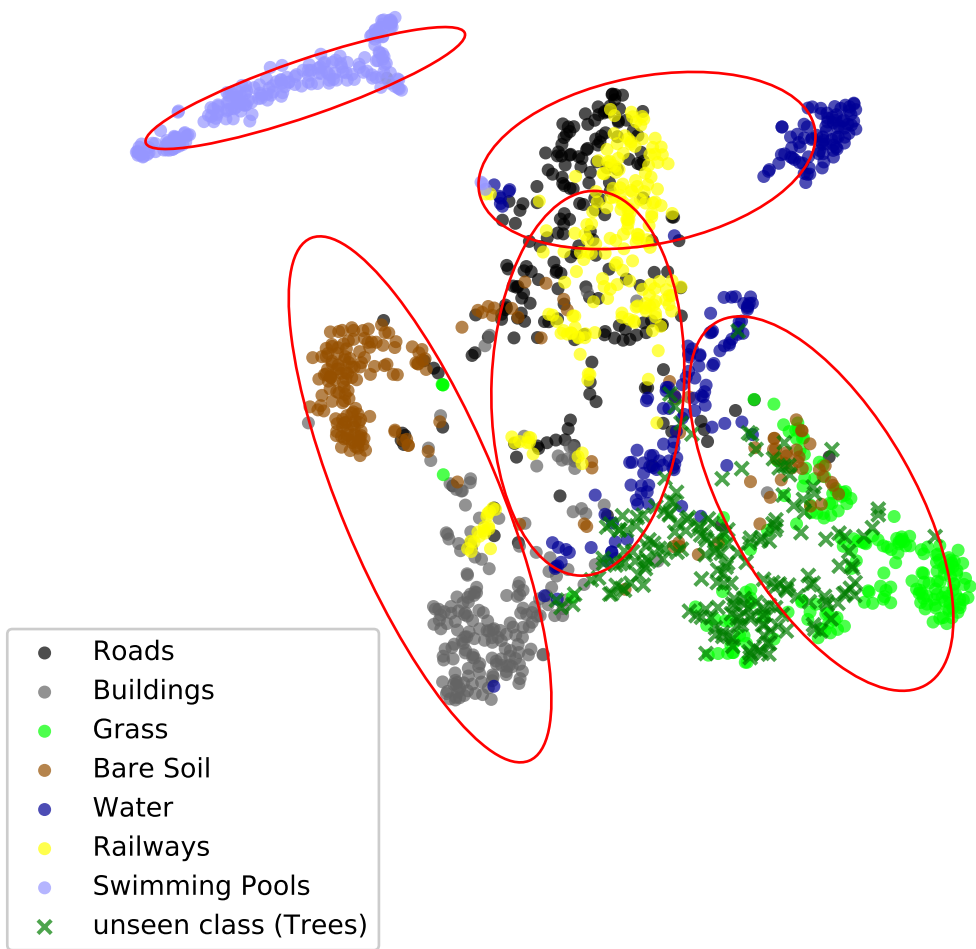 Roads
Buildings
Grass
Bare Soil
Water
Railways
Swimming Pools
unseen class (Trees)